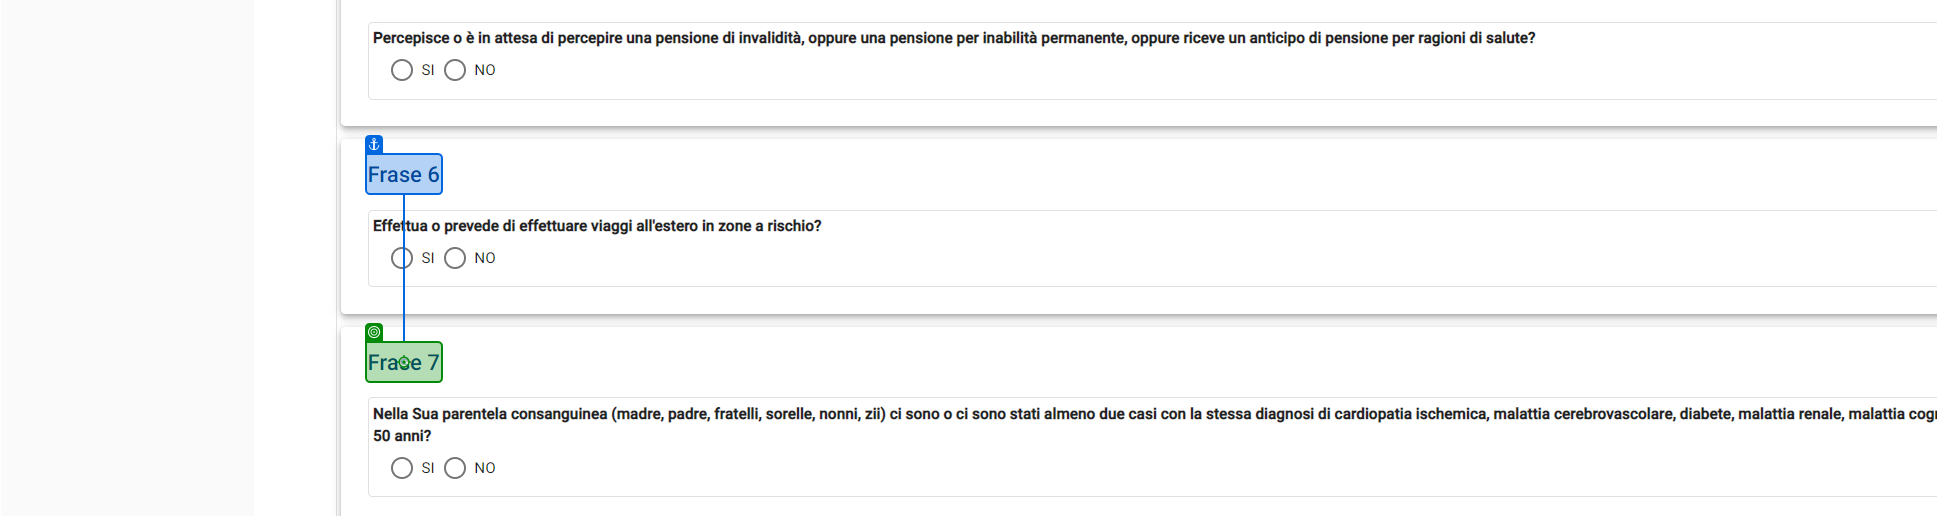 Percepisce o è in attesa di percepire una pensione di invalidità, oppure una pensione per inabilità permanente, oppure riceve un anticipo di pensione per ragioni di salute?
SI NO
Frase 6
Effettua o prevede di effettuare viaggi all'estero in zone a rischio?
SI NO
Frase 7
Nella Sua parentela consanguinea (madre, padre, fratelli, sorelle, nonni, zii) ci sono o ci sono stati almeno due casi con la stessa diagnosi di cardiopatia ischemica, malattia cerebrovascolare, diabete, malattia renale, malattia
50 anni?
SI NO